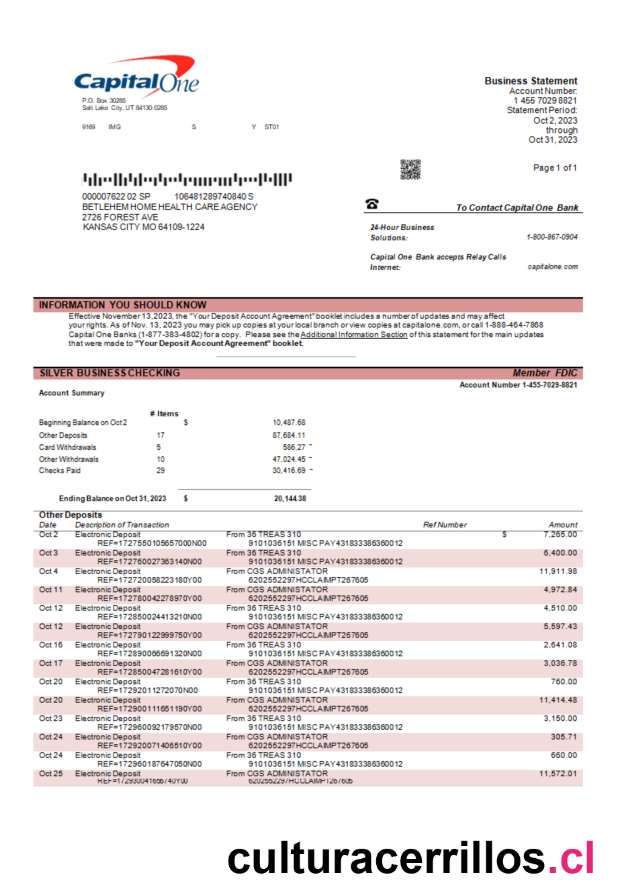 CapitalOne
P.O. Box 30285
Salt Lake City, UT 84130-0285
9169 IMG S Y ST01
Business Statement
Account Number:
1 455 7029 8821
Statement Period:
Oct 2, 2023
through
Oct 31, 2023
Page 1 of 1
000007622 02 SP 106481289740840 S
BETLEHEM HOME HEALTH CARE AGENCY
2726 FOREST AVE
KANSAS CITY MO 64109-1224
To Contact Capital One Bank
24-Hour Business
Solutions: 1-800-867-0904
Capital One Bank accepts Relay Calls
Internet: capitalone.com
INFORMATION YOU SHOULD KNOW
Effective November 13,2023, the "Your Deposit Account Agreement" booklet includes a number of updates and may affect
your rights. As of Nov. 13, 2023 you may pick up copies at your local branch or view copies at capitalone.com, or call 1-888-464-7868
Capital One Banks (1-877-383-4802) for a copy. Please see the Additional Information Section of this statement for the main updates
that were made to "Your Deposit Account Agreement" booklet.
SILVER BUSINESS CHECKING Member FDIC
Account Number 1-455-7029-8821
Account Summary
# Items
Beginning Balance on Oct 2 $ 10,487.68
Other Deposits 17 87,684.11
Card Withdrawals 5 586,27 -
Other Withdrawals 10 47,024.45 -
Checks Paid 29 30,416.69 -
Ending Balance on Oct 31, 2023 $ 20,144.38
Other Deposits
Date Description of Transaction Ref Number Amount
Oct 2 Electronic Deposit From 36 TREAS 310 $ 7,265.00
REF=1727550105657000N00 9101036151 MISC PAY431833386360012
Oct 3 Electronic Deposit From 36 TREAS 310 6,400.00
REF=172760027363140N00 9101036151 MISC PAY431833386360012
Oct 4 Electronic Deposit From CGS ADMINISTATOR 11,911.98
REF=172720058223180Y00 6202552297HCCLAIMPT267605
Oct 11 Electronic Deposit From CGS ADMINISTATOR 4,972.84
REF=172780042278970Y00 6202552297HCCLAIMPT267605
Oct 12 Electronic Deposit From 36 TREAS 310 4,510.00
REF=172850024413210N00 9101036151 MISC PAY431833386360012
Oct 12 Electronic Deposit From CGS ADMINISTATOR 5,597.43
REF=172790122999750Y00 6202552297HCCLAIMPT267605
Oct 16 Electronic Deposit From 36 TREAS 310 2,641.08
REF=172890066691320N00 9101036151 MISC PAY431833386360012
Oct 17 Electronic Deposit From CGS ADMINISTATOR 3,036.78
REF=172850047281610Y00 6202552297HCCLAIMPT267605
Oct 20 Electronic Deposit From 36 TREAS 310 760.00
REF=17292011272070N00 9101036151 MISC PAY431833386360012
Oct 20 Electronic Deposit From CGS ADMINISTATOR 11,414.48
REF=172900111651190Y00 6202552297HCCLAIMPT267605
Oct 23 Electronic Deposit From 36 TREAS 310 3,150.00
REF=172960092179570N00 9101036151 MISC PAY431833386360012
Oct 24 Electronic Deposit From CGS ADMINISTATOR 305.71
REF=172920071406510Y00 6202552297HCCLAIMPT267605
Oct 24 Electronic Deposit From 36 TREAS 310 660.00
REF=172960187647050N00 9101036151 MISC PAY431833386360012
Oct 25 Electronic Deposit From CGS ADMINISTATOR 11,572.01
REF=172930041656740Y00 6202552297HCCLAIMPT267605
culturacerrillos.cl